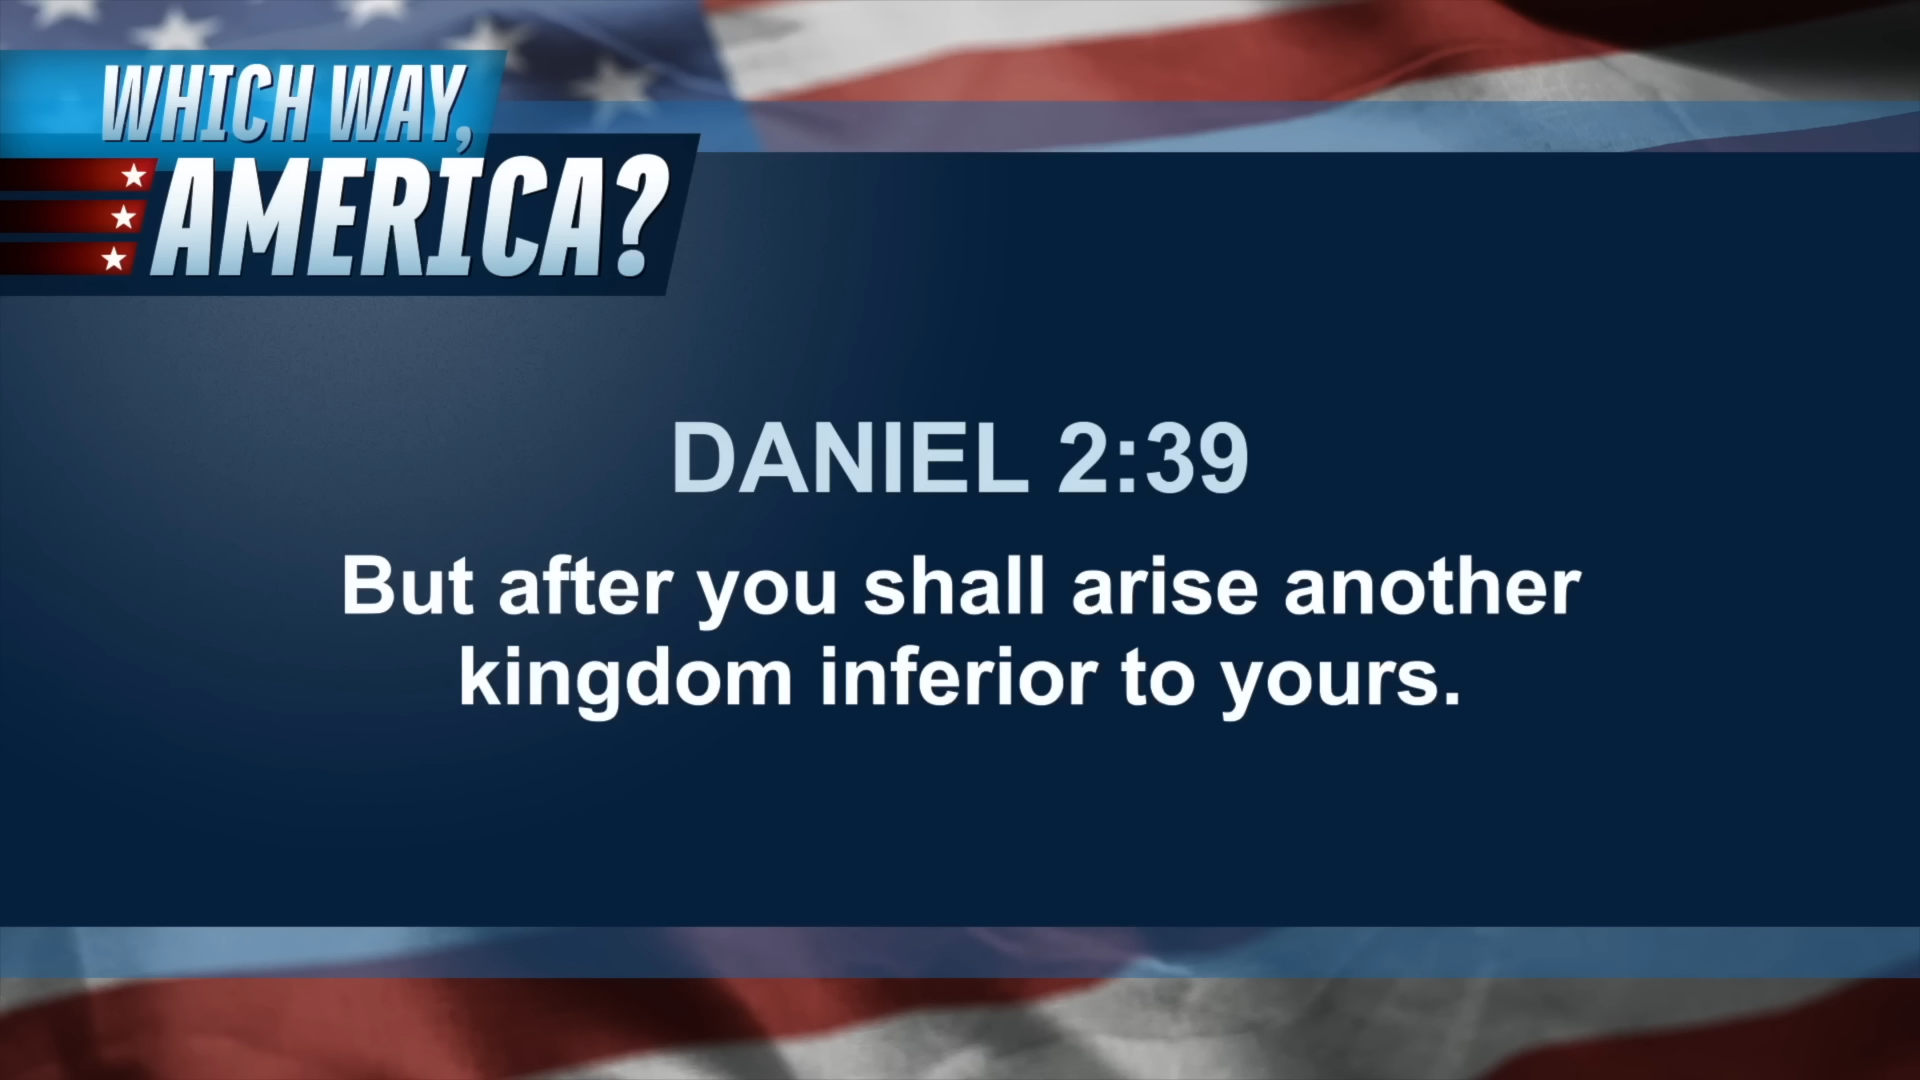 WHICH WAY,
AMERICA?
DANIEL 2:39
But after you shall arise another
kingdom inferior to yours.